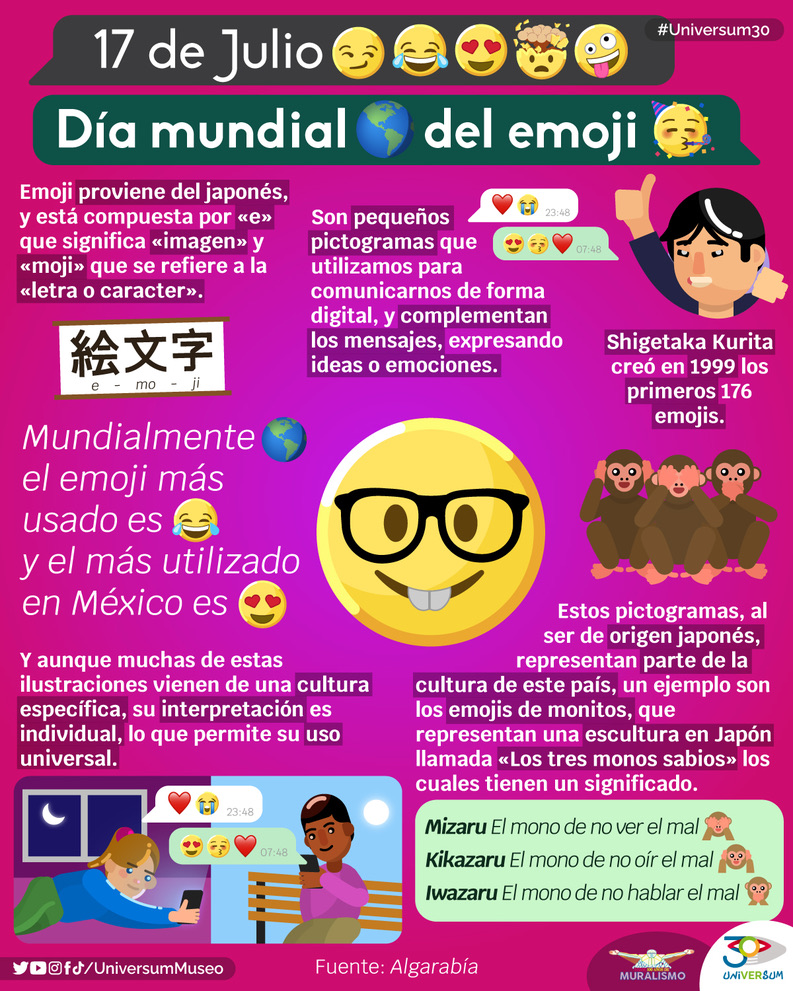 #Universum30
17 de Julio 😏😂😍🤯🤪
Día mundial 🌎 del emoji 🥳
Emoji proviene del japonés,
y está compuesta por «e»
que significa «imagen» y
«moji» que se refiere a la
«letra o caracter».
絵文字
e - mo - ji
Son pequeños
pictogramas que
utilizamos para
comunicarnos de forma
digital, y complementan
los mensajes, expresando
ideas o emociones.
❤️😭 23:48
😍😚❤️ 07:48
Shigetaka Kurita
creó en 1999 los
primeros 176
emojis.
Mundialmente 🌎
el emoji más
usado es 😂
y el más utilizado
en México es 😍
Estos pictogramas, al
ser de origen japonés,
representan parte de la
cultura de este país, un ejemplo son
los emojis de monitos, que
representan una escultura en Japón
llamada «Los tres monos sabios» los
cuales tienen un significado.
Y aunque muchas de estas
ilustraciones vienen de una cultura
específica, su interpretación es
individual, lo que permite su uso
universal.
❤️😭 23:48
😍😚❤️ 07:48
Mizaru El mono de no ver el mal 🙈
Kikazaru El mono de no oír el mal 🙉
Iwazaru El mono de no hablar el mal 🙊
/UniversumMuseo
Fuente: Algarabía
MURALISMO
30
UNIVERSUM